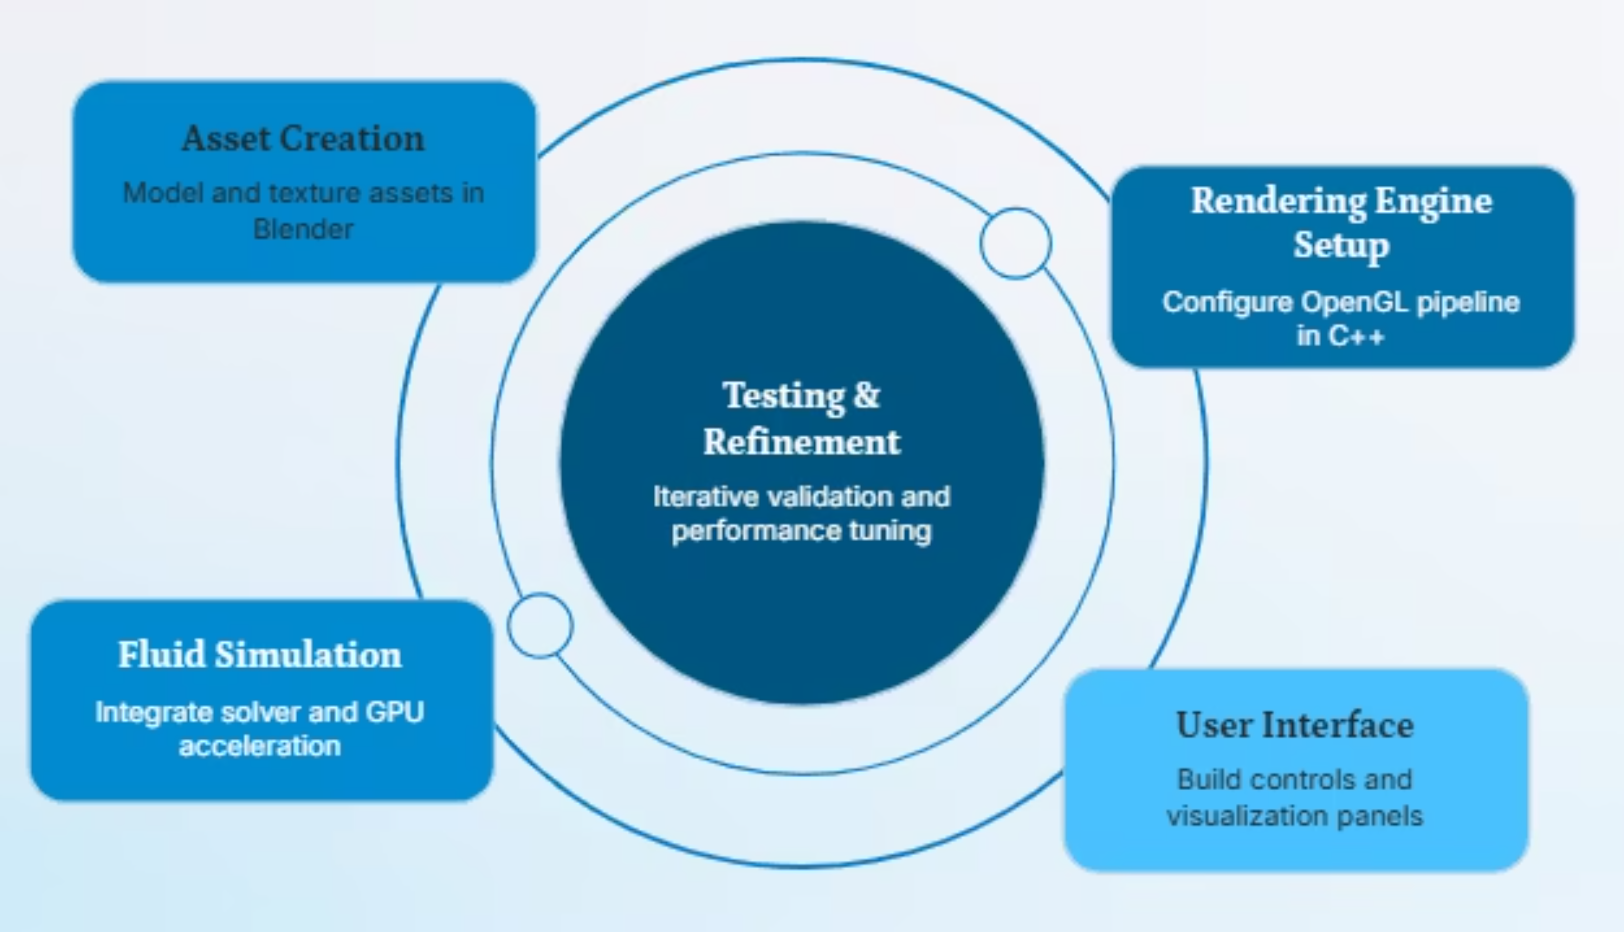 Asset Creation
Model and texture assets in
Blender
Rendering Engine
Setup
Configure OpenGL pipeline
in C++
Testing &
Refinement
Iterative validation and
performance tuning
Fluid Simulation
Integrate solver and GPU
acceleration
User Interface
Build controls and
visualization panels